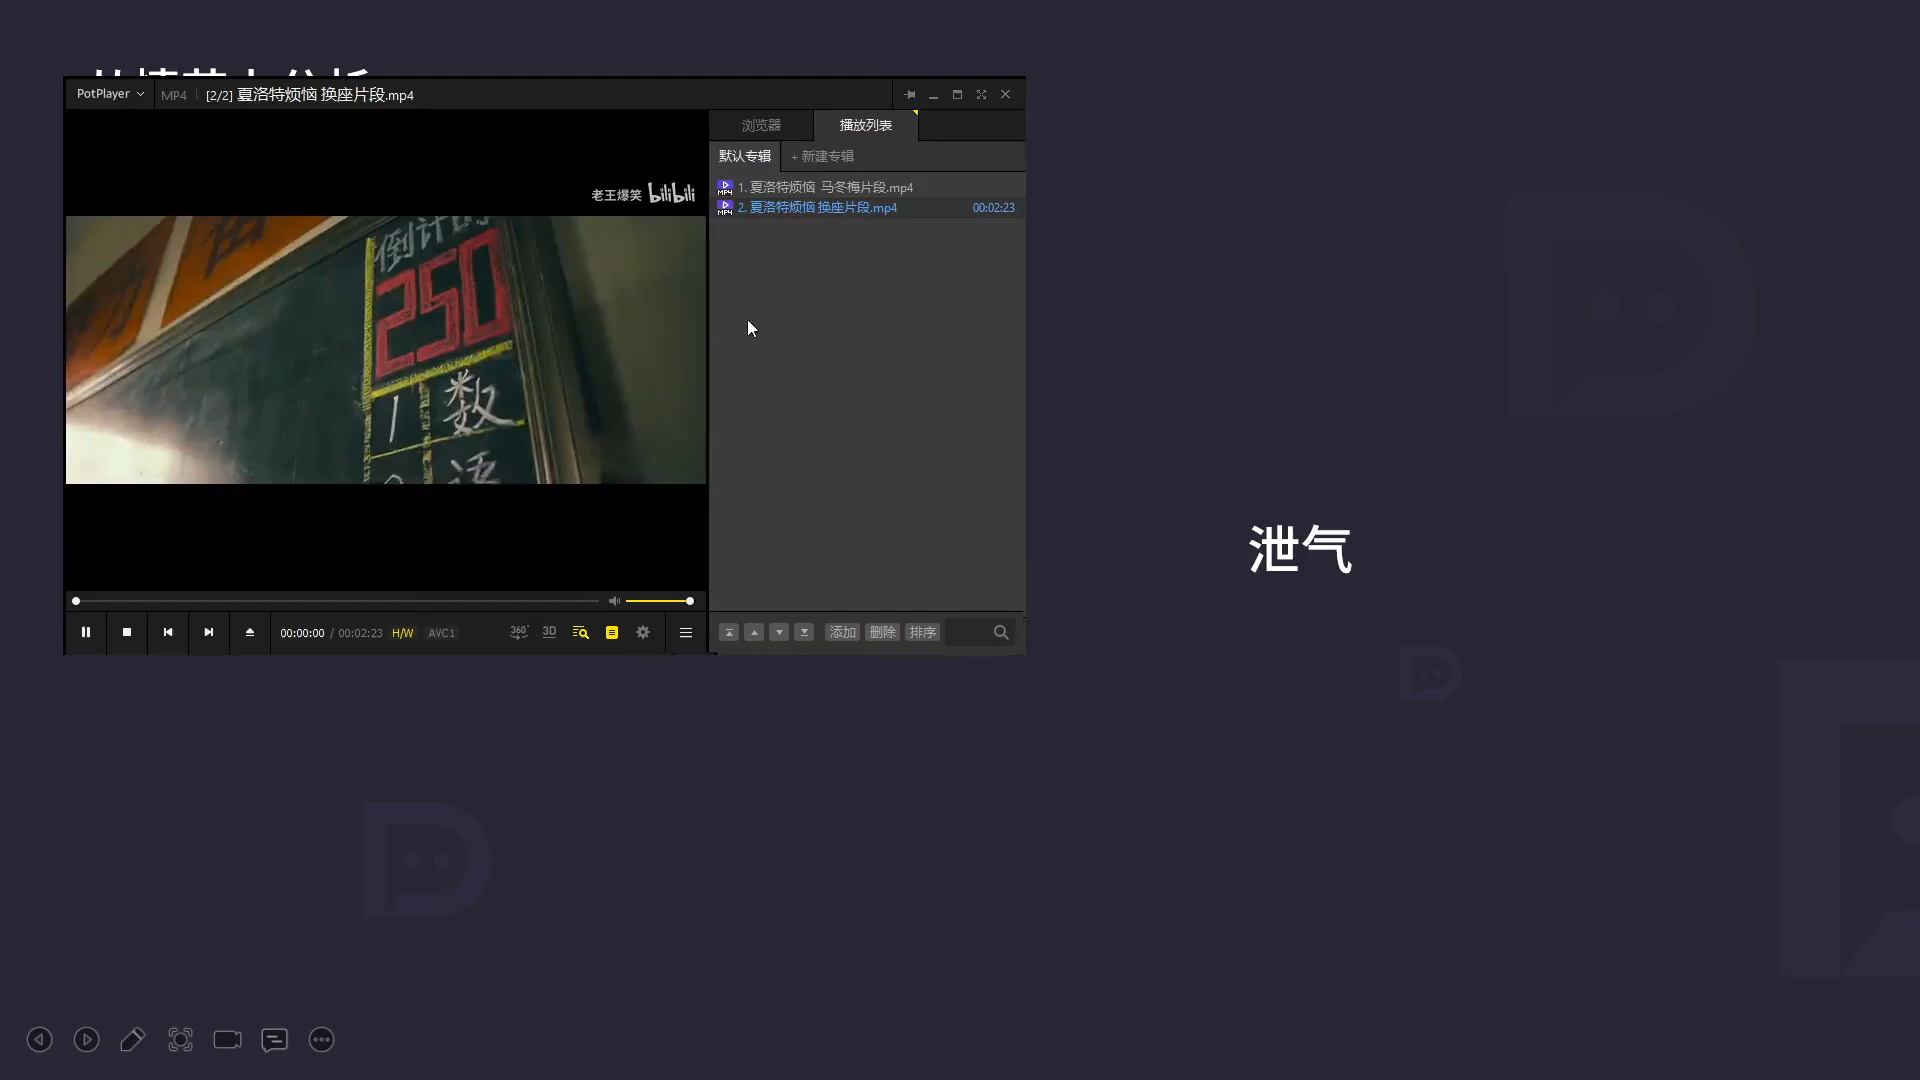 PotPlayer
MP4
[2/2] 夏洛特烦恼 换座片段.mp4
浏览器
播放列表
默认专辑
+ 新建专辑
1. 夏洛特烦恼 马冬梅片段.mp4
2. 夏洛特烦恼 换座片段.mp4 00:02:23
老王爆笑 bilibili
倒计时
250
1 数
语
泄气
00:00:00 / 00:02:23 H/W AVC1
360°
3D
添加
删除
排序